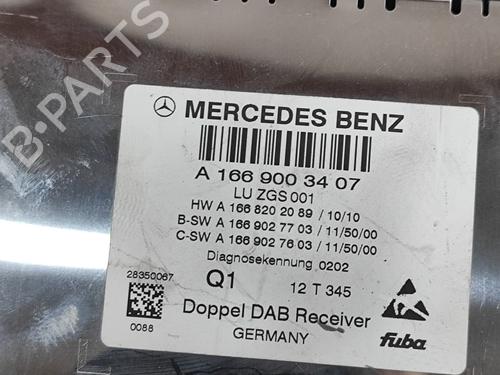 B-PARTS
MERCEDES BENZ
A 166 900 34 07
LU ZGS 001
HW A 166 820 20 89 / 10/10
B-SW A 166 902 77 03 / 11/50/00
C-SW A 166 902 76 03 / 11/50/00
Diagnosekennung 0202
28350067
Q1 12 T 345
0088
Doppel DAB Receiver
GERMANY
fuba